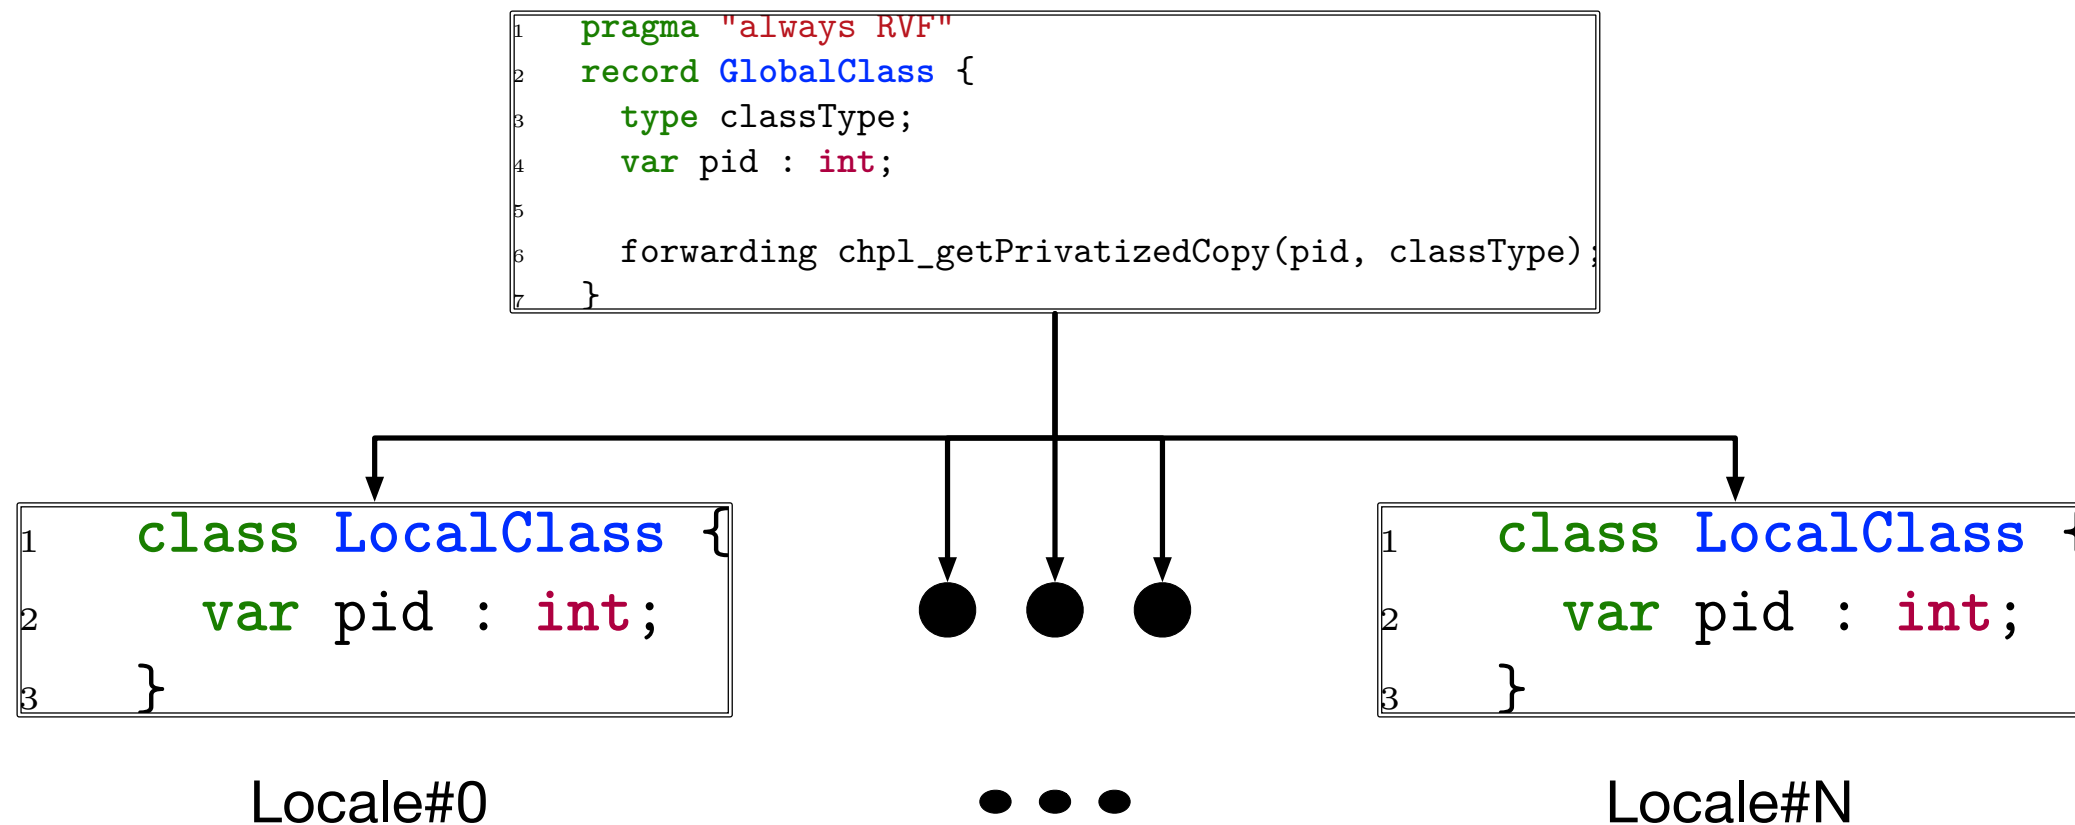 1 pragma "always RVF"
2 record GlobalClass {
3 type classType;
4 var pid : int;
5
6 forwarding chpl_getPrivatizedCopy(pid, classType);
7 }
1 class LocalClass {
2 var pid : int;
3 }
1 class LocalClass {
2 var pid : int;
3 }
Locale#0
Locale#N